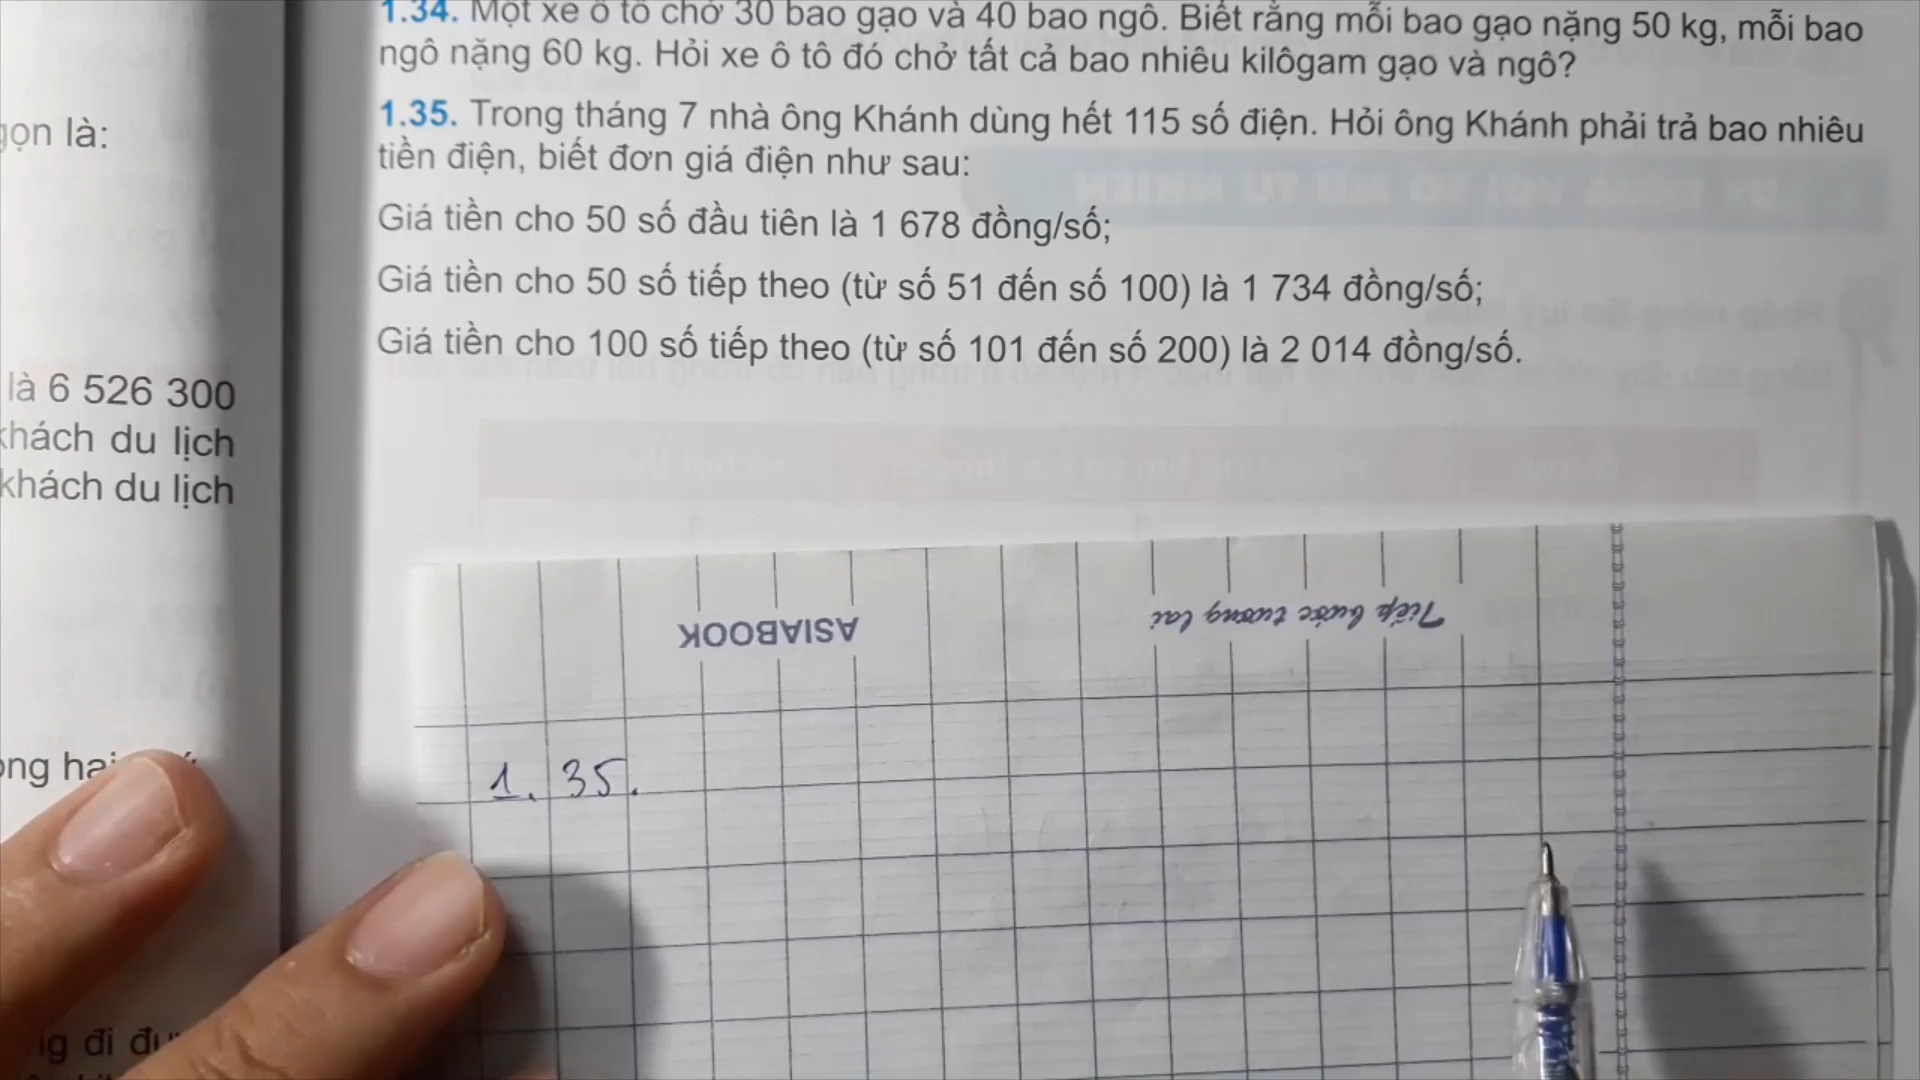 1.34. Một xe ô tô chở 30 bao gạo và 40 bao ngô. Biết rằng mỗi bao gạo nặng 50 kg, mỗi bao
ngô nặng 60 kg. Hỏi xe ô tô đó chở tất cả bao nhiêu kilôgam gạo và ngô?
1.35. Trong tháng 7 nhà ông Khánh dùng hết 115 số điện. Hỏi ông Khánh phải trả bao nhiêu
tiền điện, biết đơn giá điện như sau:
Giá tiền cho 50 số đầu tiên là 1 678 đồng/số;
Giá tiền cho 50 số tiếp theo (từ số 51 đến số 100) là 1 734 đồng/số;
Giá tiền cho 100 số tiếp theo (từ số 101 đến số 200) là 2 014 đồng/số.
gọn là:
là 6 526 300
khách du lịch
khách du lịch
ASIABOOK
Tiếp bước tương lai
1.35.